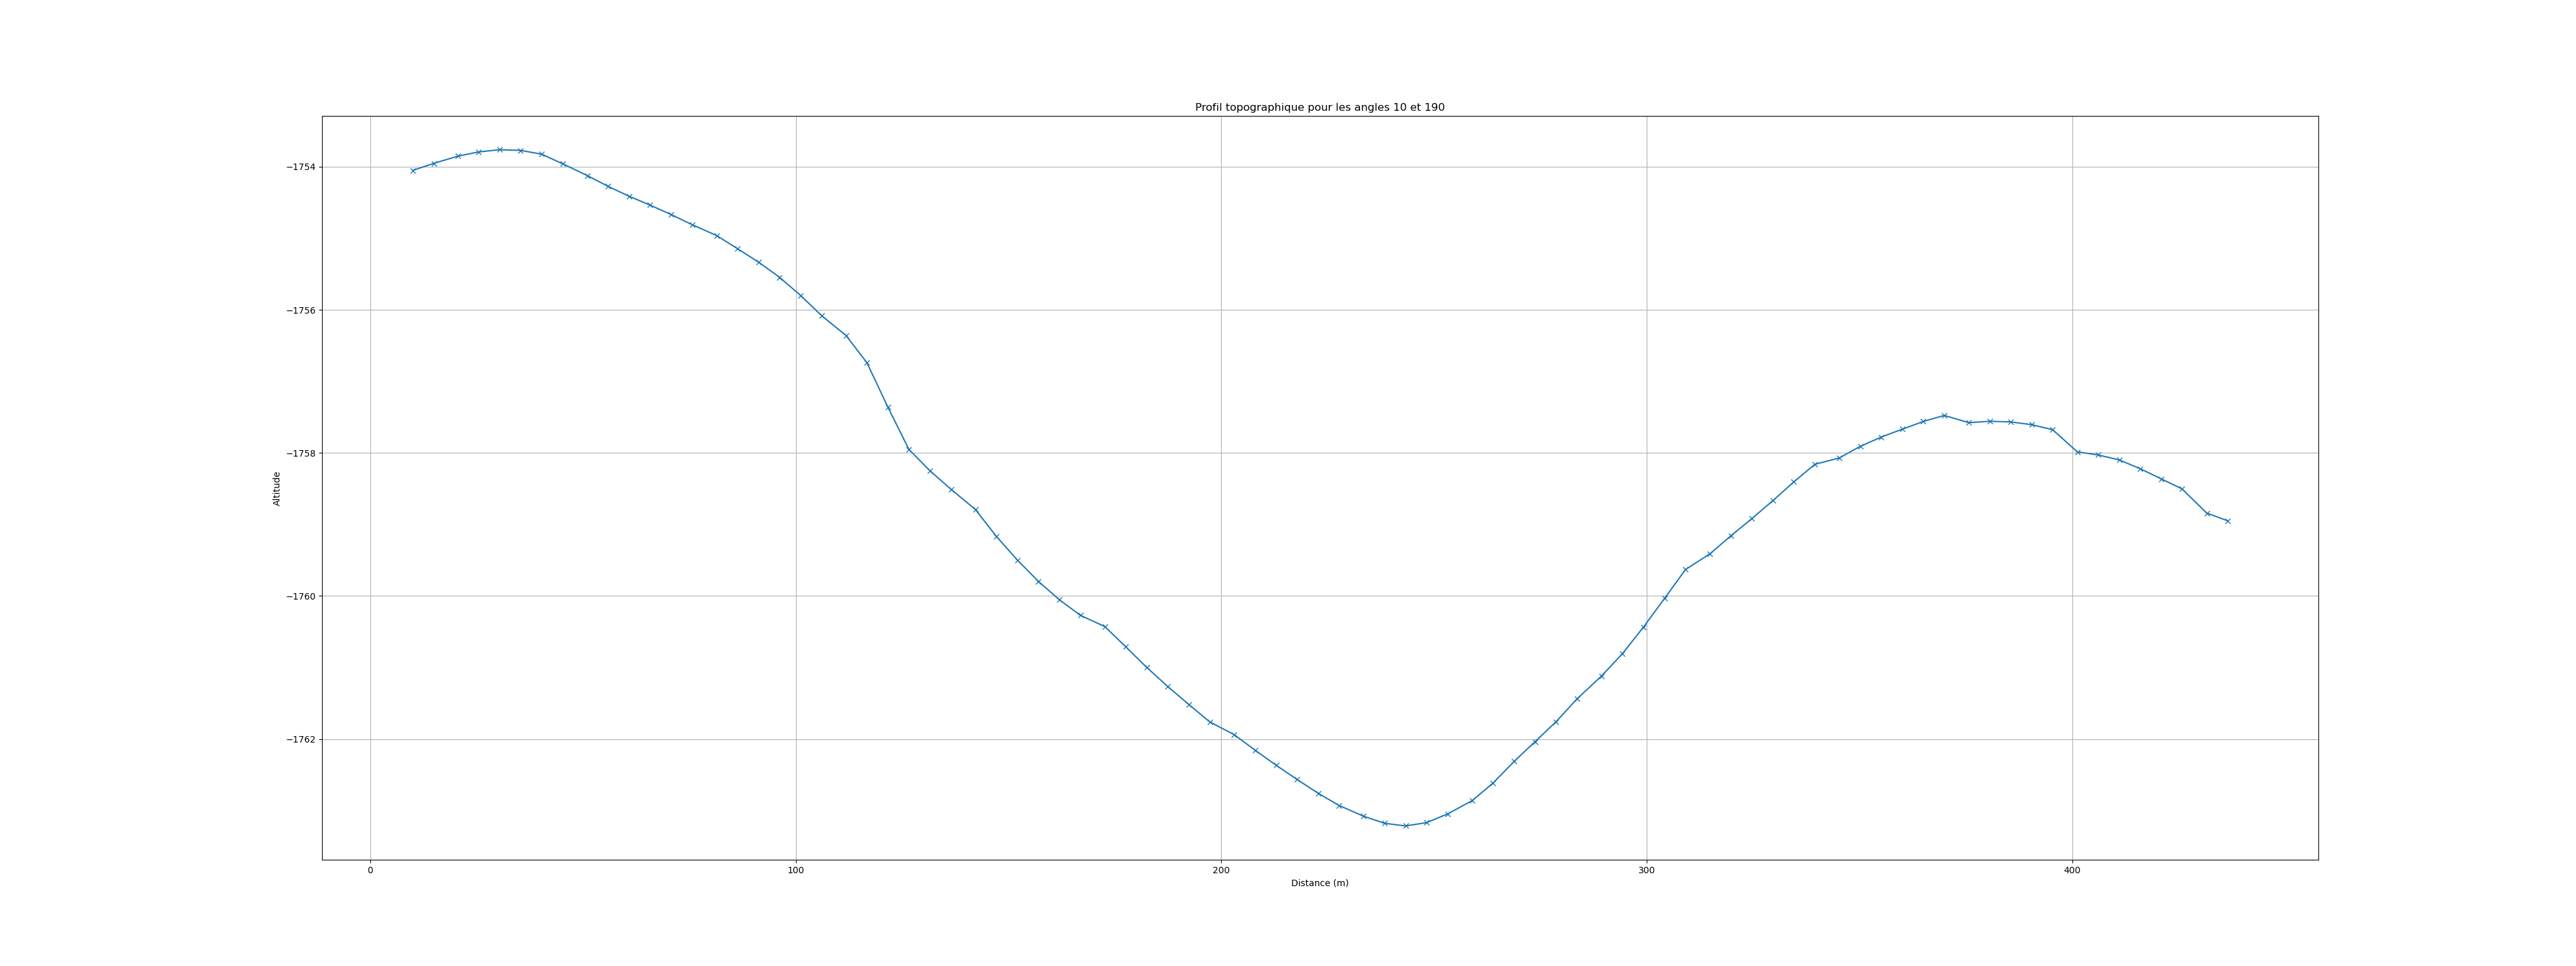 Profil topographique pour les angles 10 et 190
−1754
−1756
−1758
−1760
−1762
Altitude
0 100 200 300 400
Distance (m)